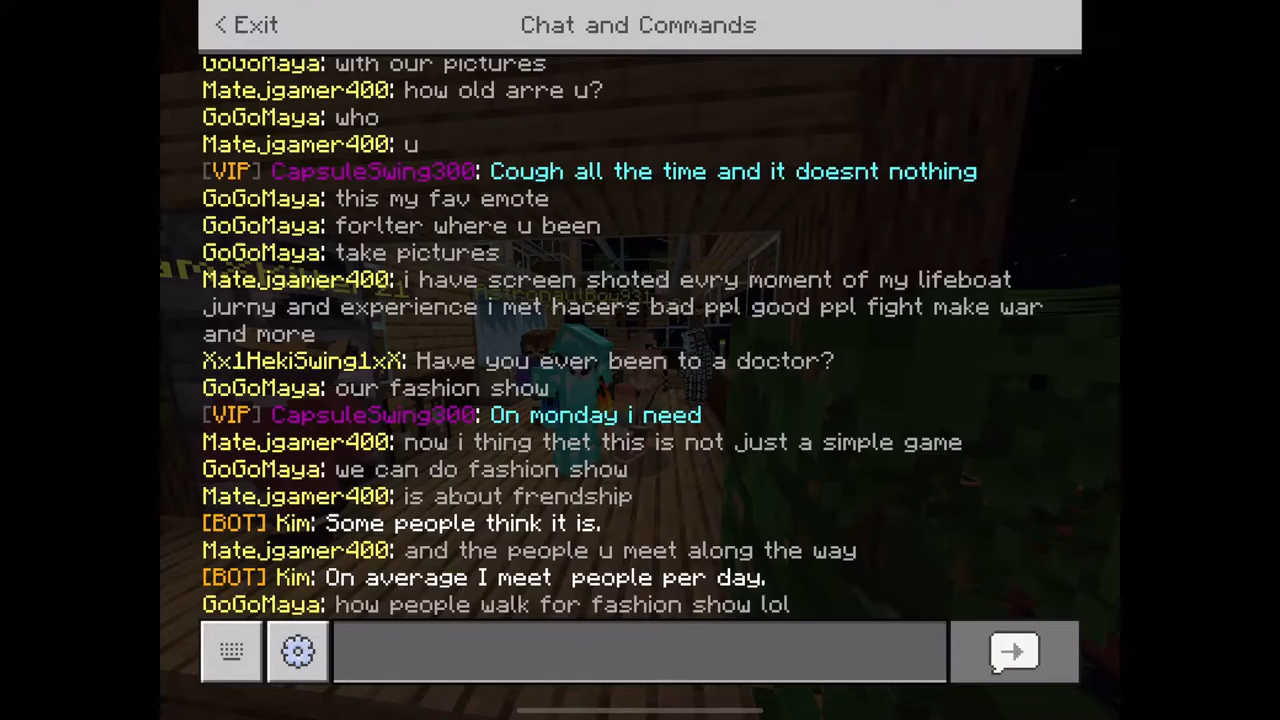 < Exit
Chat and Commands
GoGoMaya: with our pictures
Matejgamer400: how old arre u?
GoGoMaya: who
Matejgamer400: u
[VIP] CapsuleSwing300: Cough all the time and it doesnt nothing
GoGoMaya: this my fav emote
GoGoMaya: forlter where u been
GoGoMaya: take pictures
Matejgamer400: i have screen shoted evry moment of my lifeboat
jurny and experience i met hacers bad ppl good ppl fight make war
and more
Xx1HekiSwing1xX: Have you ever been to a doctor?
GoGoMaya: our fashion show
[VIP] CapsuleSwing300: On monday i need
Matejgamer400: now i thing thet this is not just a simple game
GoGoMaya: we can do fashion show
Matejgamer400: is about frendship
[BOT] Kim: Some people think it is.
Matejgamer400: and the people u meet along the way
[BOT] Kim: On average I meet  people per day.
GoGoMaya: how people walk for fashion show lol